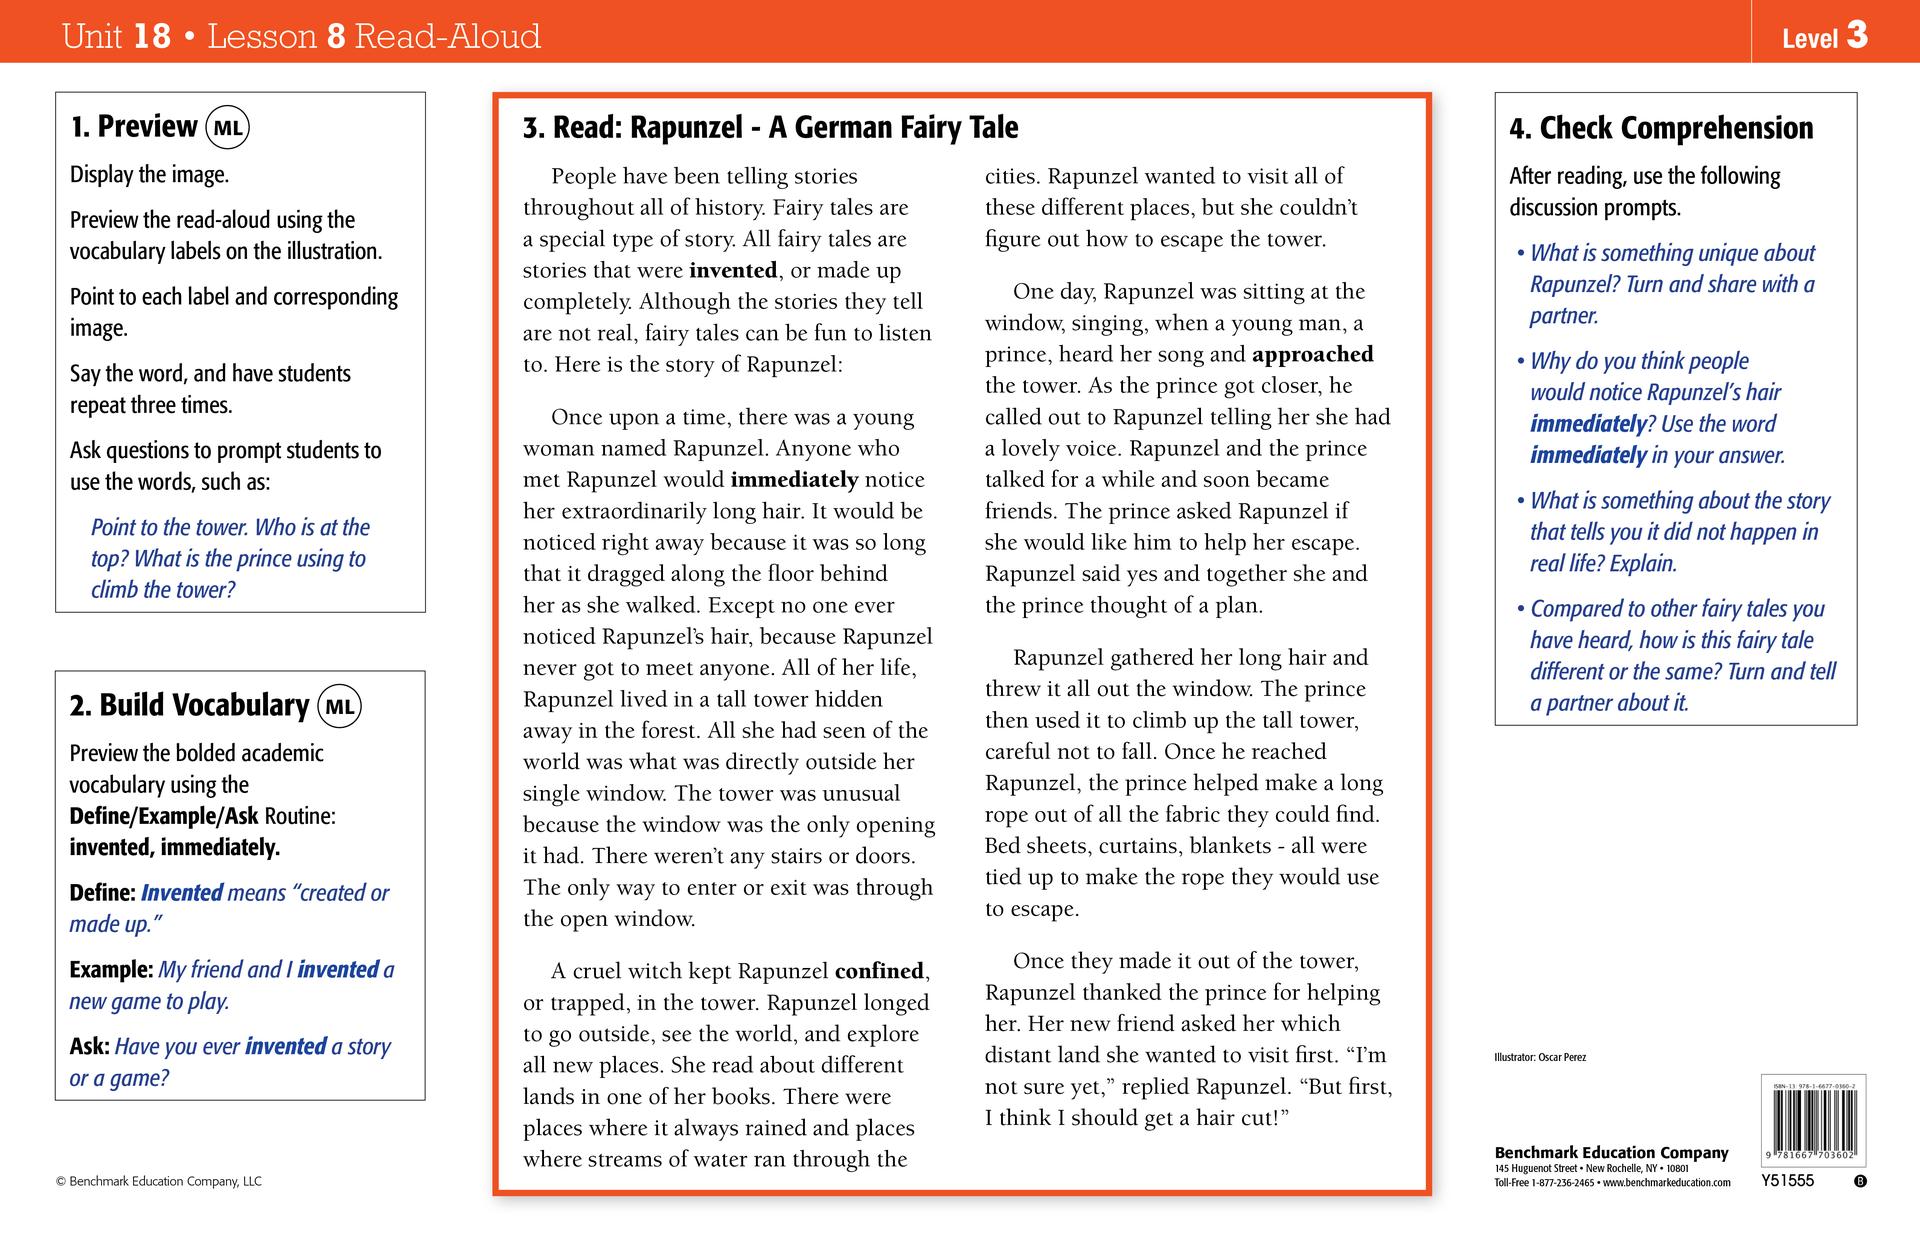 Unit 18 • Lesson 8 Read-Aloud
Level 3
1. Preview ML
Display the image.
Preview the read-aloud using the
vocabulary labels on the illustration.
Point to each label and corresponding
image.
Say the word, and have students
repeat three times.
Ask questions to prompt students to
use the words, such as:
Point to the tower. Who is at the
top? What is the prince using to
climb the tower?
2. Build Vocabulary ML
Preview the bolded academic
vocabulary using the
Define/Example/Ask Routine:
invented, immediately.
Define: Invented means “created or
made up.”
Example: My friend and I invented a
new game to play.
Ask: Have you ever invented a story
or a game?
© Benchmark Education Company, LLC
3. Read: Rapunzel - A German Fairy Tale
People have been telling stories
throughout all of history. Fairy tales are
a special type of story. All fairy tales are
stories that were invented, or made up
completely. Although the stories they tell
are not real, fairy tales can be fun to listen
to. Here is the story of Rapunzel:
Once upon a time, there was a young
woman named Rapunzel. Anyone who
met Rapunzel would immediately notice
her extraordinarily long hair. It would be
noticed right away because it was so long
that it dragged along the floor behind
her as she walked. Except no one ever
noticed Rapunzel’s hair, because Rapunzel
never got to meet anyone. All of her life,
Rapunzel lived in a tall tower hidden
away in the forest. All she had seen of the
world was what was directly outside her
single window. The tower was unusual
because the window was the only opening
it had. There weren’t any stairs or doors.
The only way to enter or exit was through
the open window.
A cruel witch kept Rapunzel confined,
or trapped, in the tower. Rapunzel longed
to go outside, see the world, and explore
all new places. She read about different
lands in one of her books. There were
places where it always rained and places
where streams of water ran through the
cities. Rapunzel wanted to visit all of
these different places, but she couldn’t
figure out how to escape the tower.
One day, Rapunzel was sitting at the
window, singing, when a young man, a
prince, heard her song and approached
the tower. As the prince got closer, he
called out to Rapunzel telling her she had
a lovely voice. Rapunzel and the prince
talked for a while and soon became
friends. The prince asked Rapunzel if
she would like him to help her escape.
Rapunzel said yes and together she and
the prince thought of a plan.
Rapunzel gathered her long hair and
threw it all out the window. The prince
then used it to climb up the tall tower,
careful not to fall. Once he reached
Rapunzel, the prince helped make a long
rope out of all the fabric they could find.
Bed sheets, curtains, blankets - all were
tied up to make the rope they would use
to escape.
Once they made it out of the tower,
Rapunzel thanked the prince for helping
her. Her new friend asked her which
distant land she wanted to visit first. “I’m
not sure yet,” replied Rapunzel. “But first,
I think I should get a hair cut!”
4. Check Comprehension
After reading, use the following
discussion prompts.
• What is something unique about
Rapunzel? Turn and share with a
partner.
• Why do you think people
would notice Rapunzel’s hair
immediately? Use the word
immediately in your answer.
• What is something about the story
that tells you it did not happen in
real life? Explain.
• Compared to other fairy tales you
have heard, how is this fairy tale
different or the same? Turn and tell
a partner about it.
Illustrator: Oscar Perez
Benchmark Education Company
145 Huguenot Street • New Rochelle, NY • 10801
Toll-Free 1-877-236-2465 • www.benchmarkeducation.com
ISBN-13 978-1-6677-0360-2
9 781667 703602
Y51555
B